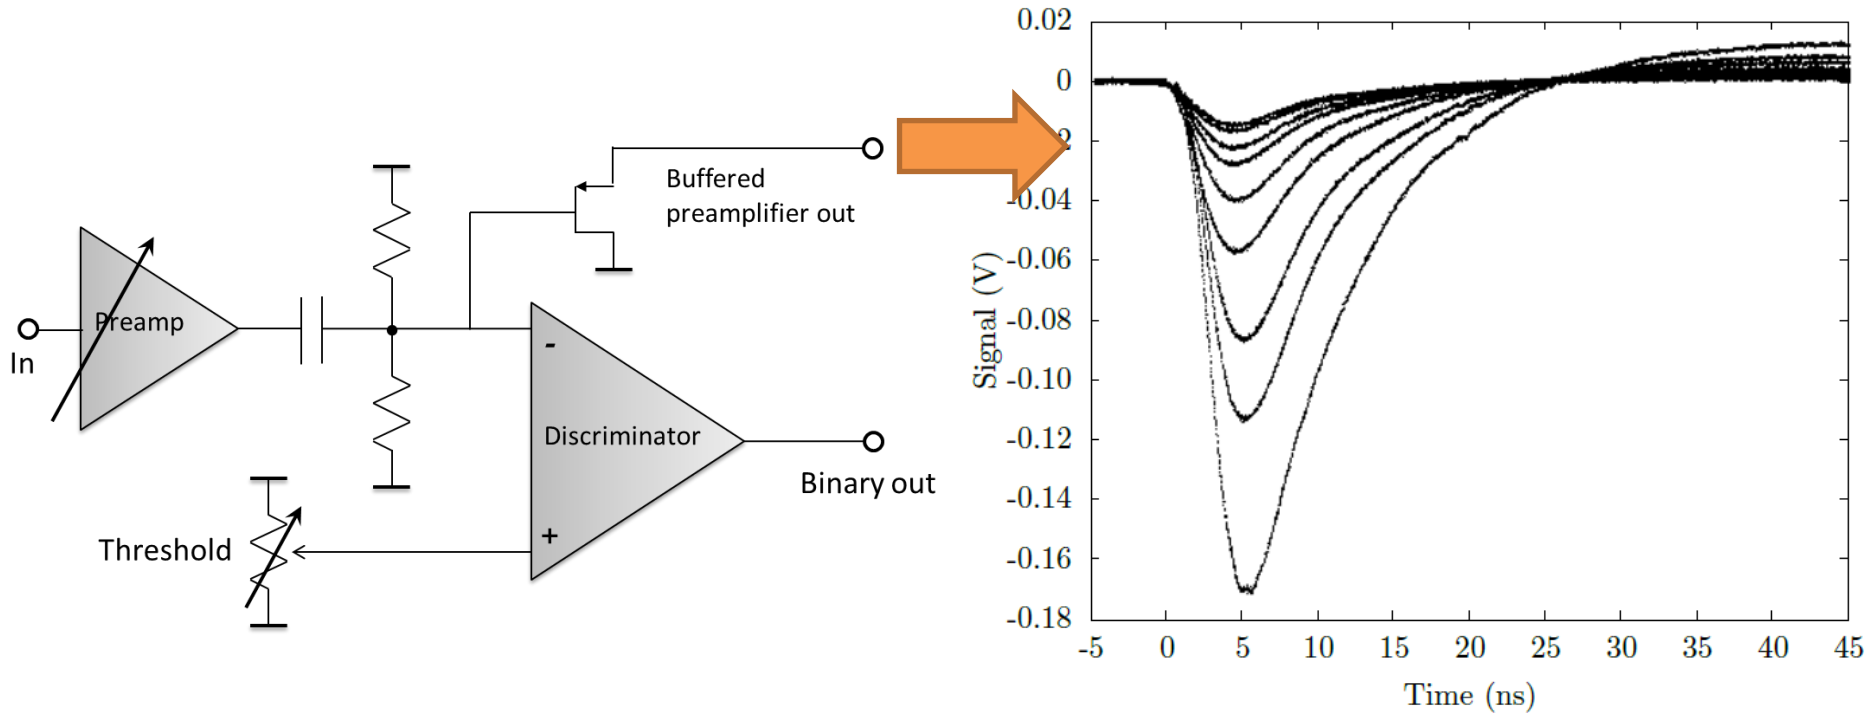 In
Preamp
Buffered
preamplifier out
-
Discriminator
+
Binary out
Threshold
0.02
0
2
-0.04
-0.06
-0.08
-0.10
-0.12
-0.14
-0.16
-0.18
Signal (V)
-5 0 5 10 15 20 25 30 35 40 45
Time (ns)